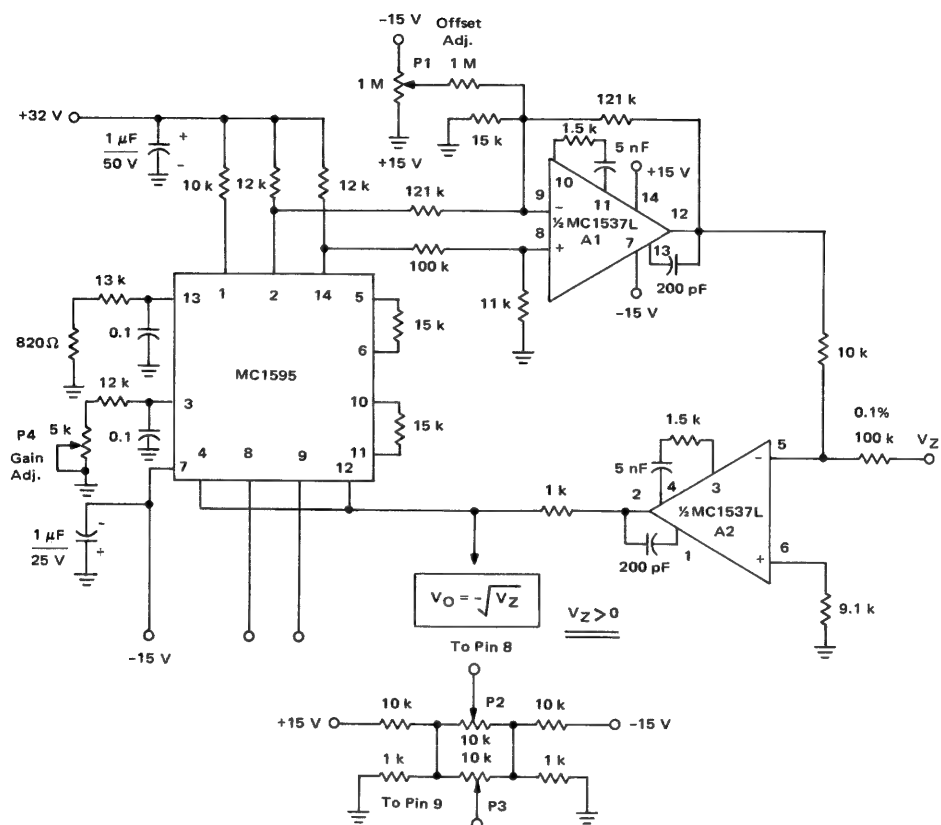 -15 V
Offset
Adj.
P1
1 M
1 M
+32 V
1 μF
50 V
+
-
15 k
+15 V
121 k
1.5 k
5 nF
+15 V
10 k
12 k
12 k
121 k
9
10
11
14
12
-
½MC1537L
A1
8
+
7
13
200 pF
-15 V
100 k
11 k
13 k
820Ω
0.1
13
1
2
14
5
6
15 k
MC1595
10 k
12 k
5 k
P4
Gain
Adj.
0.1
3
7
4
8
9
10
11
12
15 k
1.5 k
5 nF
0.1%
100 k
VZ
5
-
4
3
2
½MC1537L
A2
1
6
+
1 k
200 pF
9.1 k
1 μF
25 V
-
+
-15 V
VO = -√VZ
VZ > 0
To Pin 8
P2
+15 V
10 k
10 k
10 k
-15 V
1 k
10 k
1 k
To Pin 9
P3